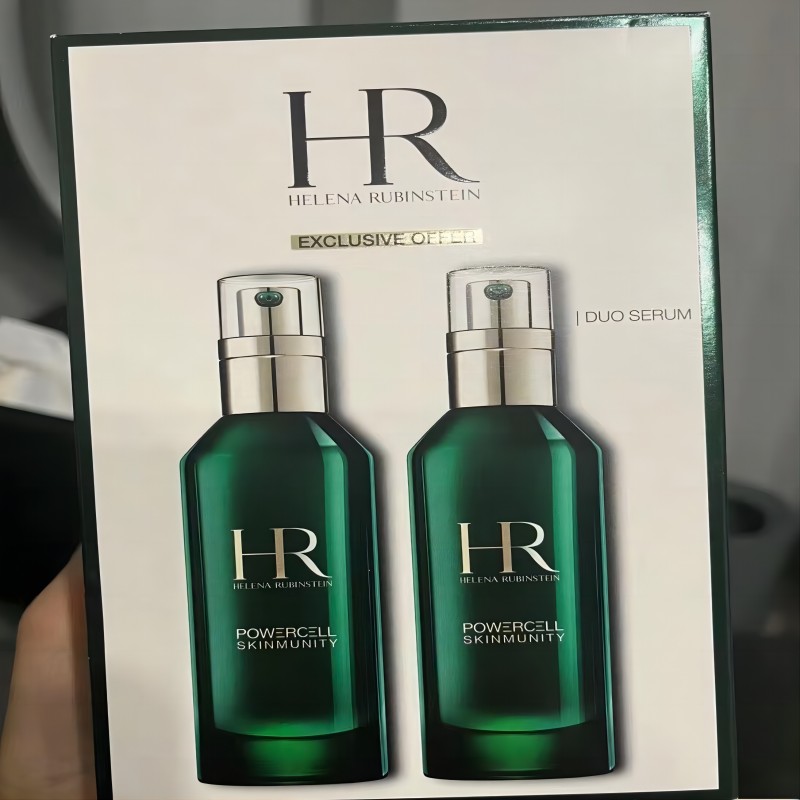 HR
HELENA RUBINSTEIN
EXCLUSIVE OFFER
| DUO SERUM
HR
HELENA RUBINSTEIN
POWERCELL
SKINMUNITY
HR
HELENA RUBINSTEIN
POWERCELL
SKINMUNITY